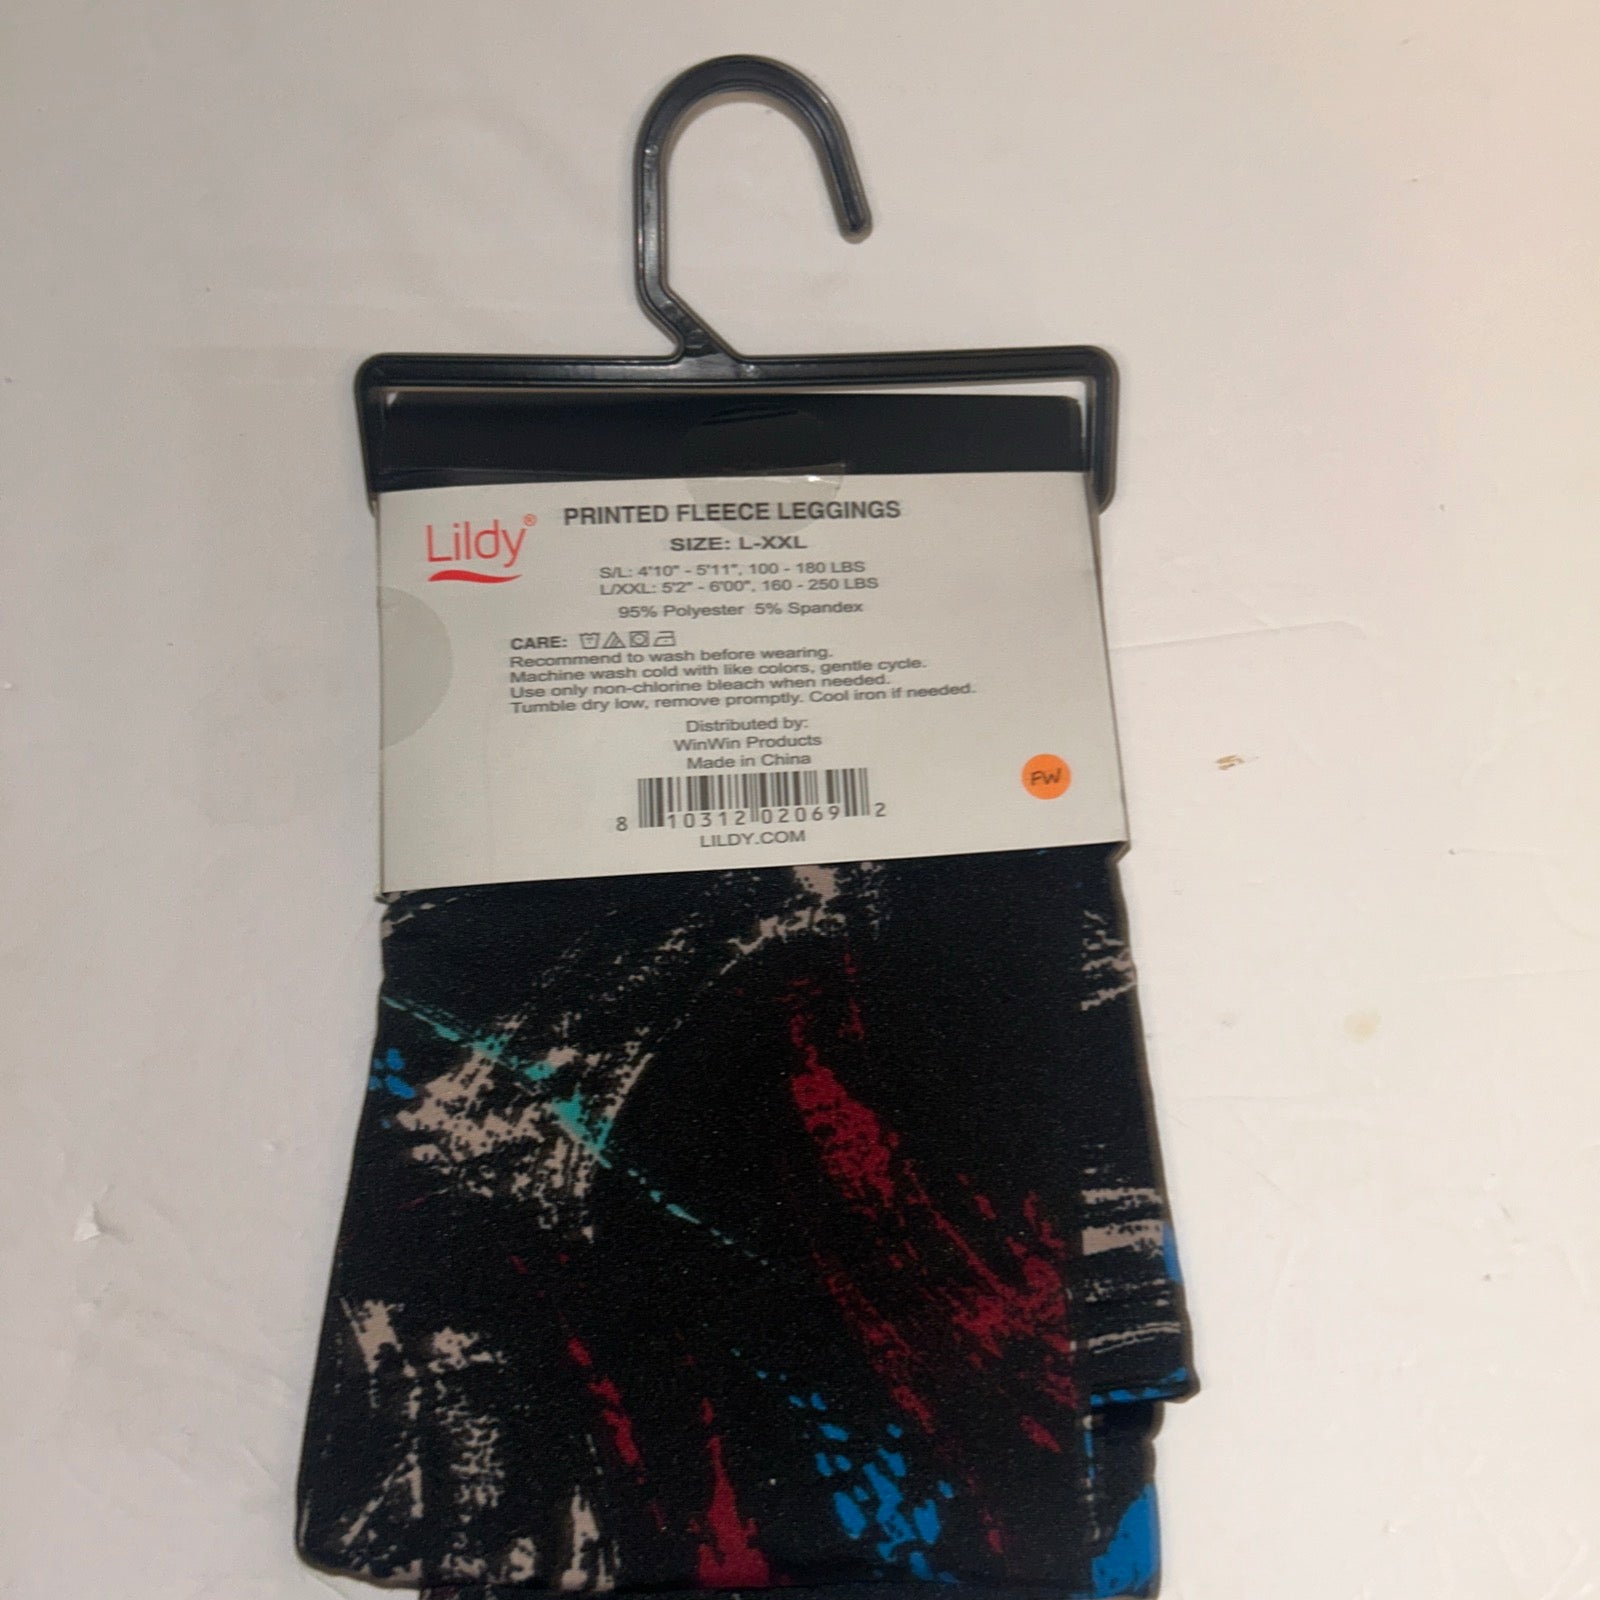 Lildy®
PRINTED FLEECE LEGGINGS
SIZE: L-XXL
S/L: 4'10" - 5'11", 100 - 180 LBS
L/XXL: 5'2" - 6'00", 160 - 250 LBS
95% Polyester 5% Spandex
CARE:
Recommend to wash before wearing.
Machine wash cold with like colors, gentle cycle.
Use only non-chlorine bleach when needed.
Tumble dry low, remove promptly. Cool iron if needed.
Distributed by:
WinWin Products
Made in China
PW
8 10312 02069 2
LILDY.COM